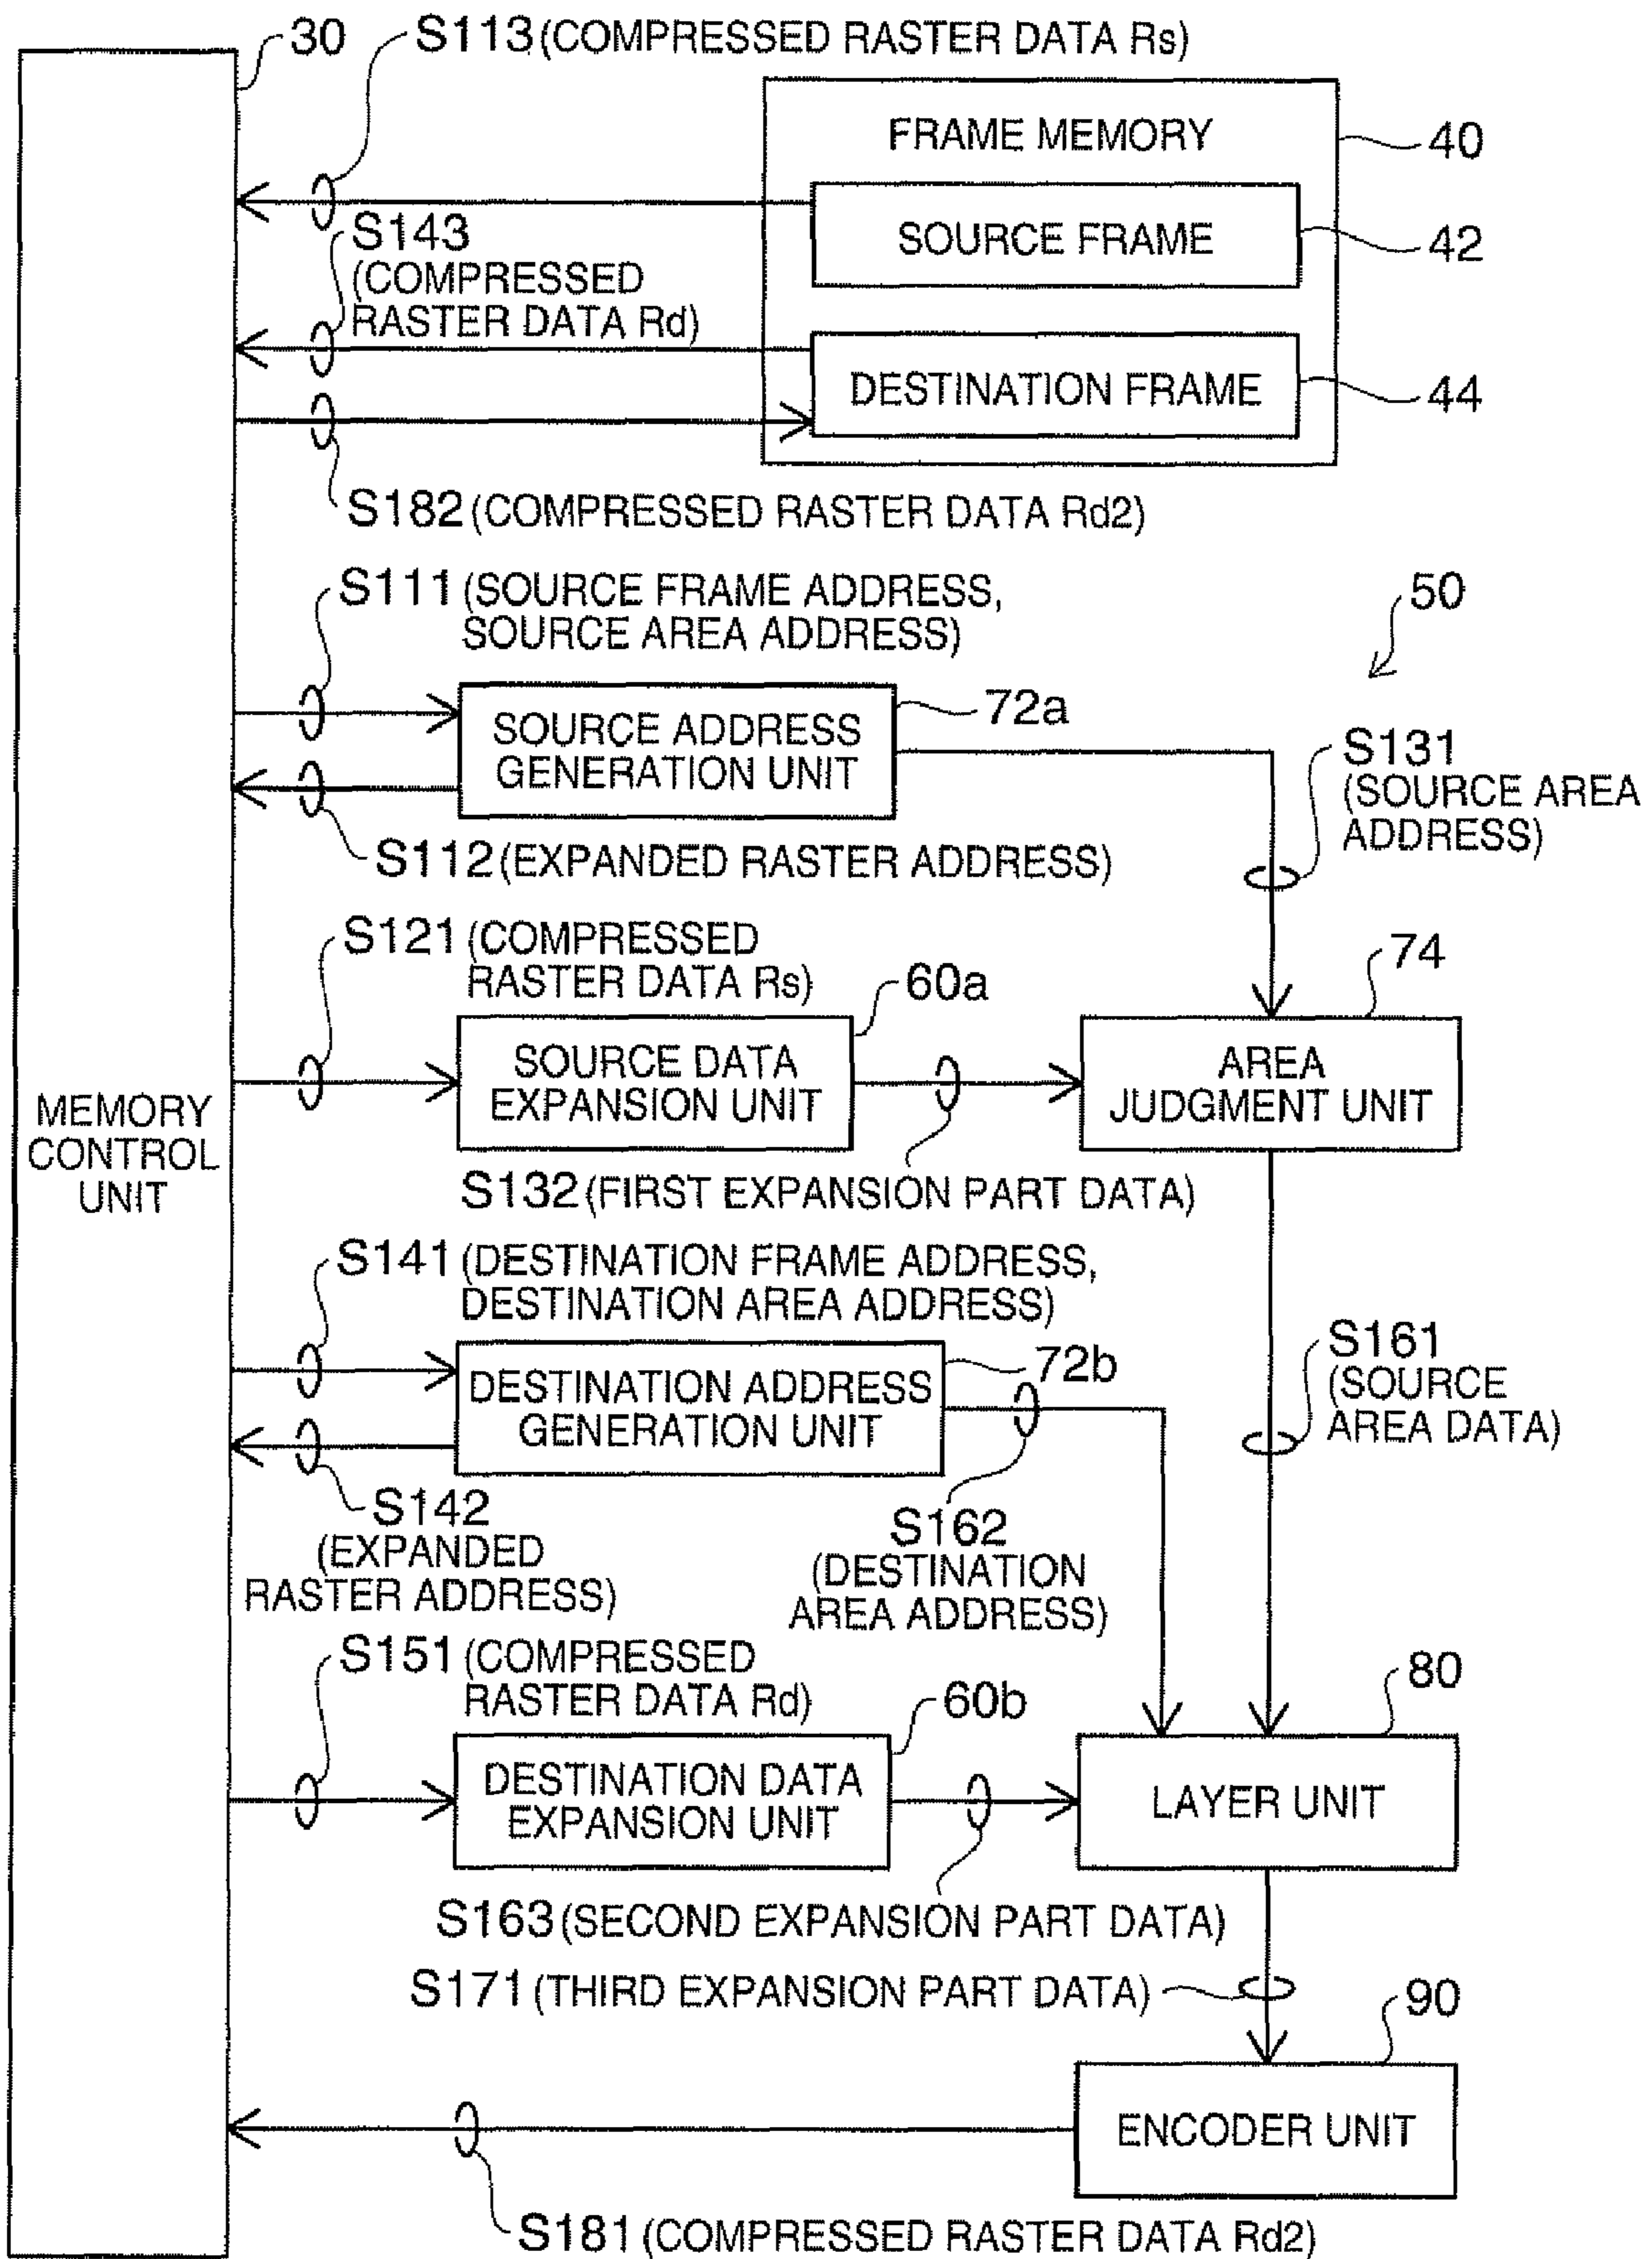 30
S113 (COMPRESSED RASTER DATA Rs)
FRAME MEMORY
40
SOURCE FRAME
42
S143
(COMPRESSED
RASTER DATA Rd)
DESTINATION FRAME
44
S182 (COMPRESSED RASTER DATA Rd2)
S111 (SOURCE FRAME ADDRESS,
SOURCE AREA ADDRESS)
50
SOURCE ADDRESS
GENERATION UNIT
72a
S131
(SOURCE AREA
ADDRESS)
S112 (EXPANDED RASTER ADDRESS)
S121 (COMPRESSED
RASTER DATA Rs)
60a
74
SOURCE DATA
EXPANSION UNIT
AREA
JUDGMENT UNIT
MEMORY
CONTROL
UNIT
S132 (FIRST EXPANSION PART DATA)
S141 (DESTINATION FRAME ADDRESS,
DESTINATION AREA ADDRESS)
72b
DESTINATION ADDRESS
GENERATION UNIT
S161
(SOURCE
AREA DATA)
S142
(EXPANDED
RASTER ADDRESS)
S162
(DESTINATION
AREA ADDRESS)
S151 (COMPRESSED
RASTER DATA Rd)
60b
80
DESTINATION DATA
EXPANSION UNIT
LAYER UNIT
S163 (SECOND EXPANSION PART DATA)
S171 (THIRD EXPANSION PART DATA)
90
ENCODER UNIT
S181 (COMPRESSED RASTER DATA Rd2)